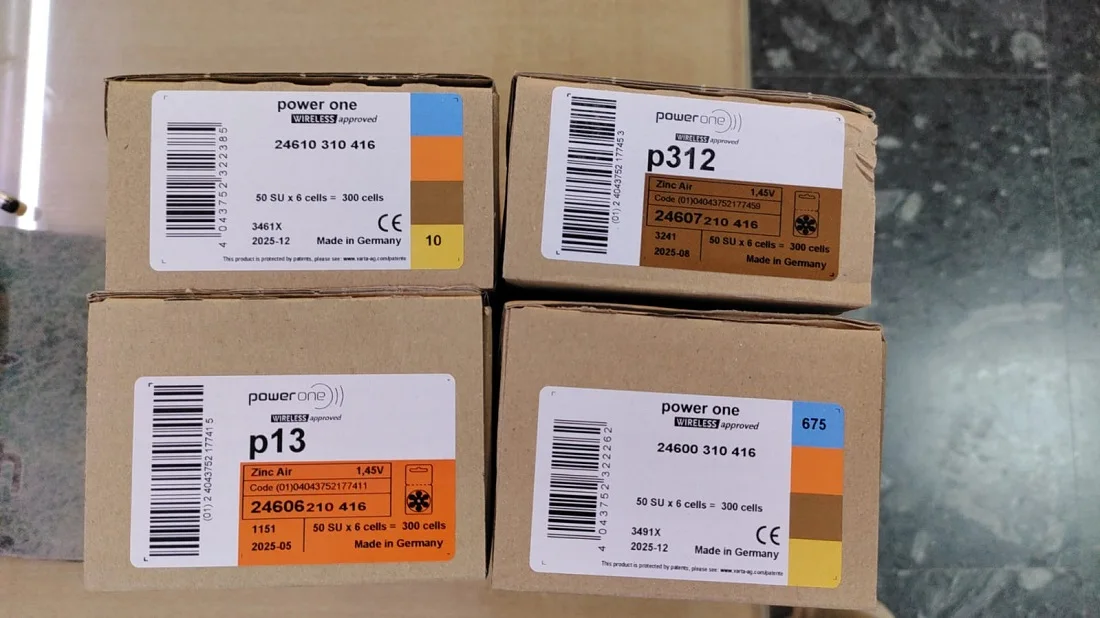 power one
WIRELESS approved
24610 310 416
4 043752 322385
50 SU x 6 cells = 300 cells
3461X
2025-12
CE
Made in Germany
10
This product is protected by patents, please see: www.varta-ag.com/patents
power one
WIRELESS approved
p312
(01) 2 4043752 17745 3
Zinc Air 1,45V
Code (01)04043752177459
24607 210 416
3241
2025-08
50 SU x 6 cells = 300 cells
Made in Germany
power one
WIRELESS approved
p13
(01) 2 4043752 17741 5
Zinc Air 1,45V
Code (01)04043752177411
24606 210 416
1151
2025-05
50 SU x 6 cells = 300 cells
Made in Germany
power one
WIRELESS approved
675
24600 310 416
4 043752 322262
50 SU x 6 cells = 300 cells
3491X
2025-12
CE
Made in Germany
This product is protected by patents, please see: www.varta-ag.com/patents